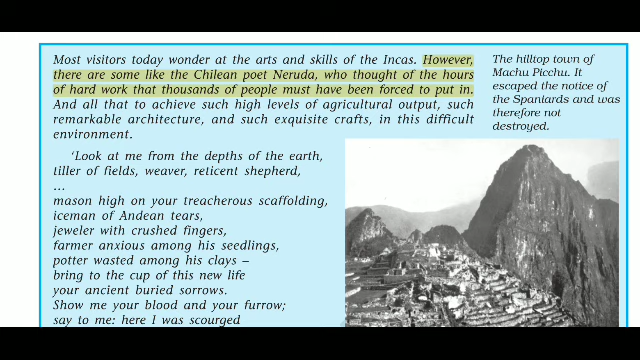 Most visitors today wonder at the arts and skills of the Incas. However,
there are some like the Chilean poet Neruda, who thought of the hours
of hard work that thousands of people must have been forced to put in.
And all that to achieve such high levels of agricultural output, such
remarkable architecture, and such exquisite crafts, in this difficult
environment.
‘Look at me from the depths of the earth,
tiller of fields, weaver, reticent shepherd,
...
mason high on your treacherous scaffolding,
iceman of Andean tears,
jeweler with crushed fingers,
farmer anxious among his seedlings,
potter wasted among his clays –
bring to the cup of this new life
your ancient buried sorrows.
Show me your blood and your furrow;
say to me: here I was scourged
The hilltop town of
Machu Picchu. It
escaped the notice of
the Spaniards and was
therefore not
destroyed.